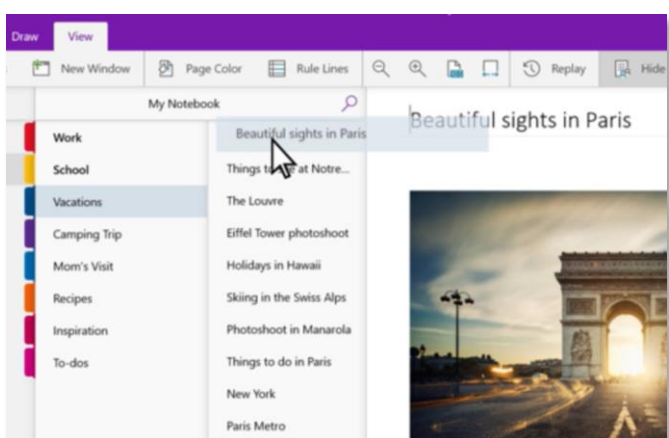 Draw View
New Window Page Color Rule Lines Replay Hide
My Notebook
Beautiful sights in Paris
Work
School
Vacations
Camping Trip
Mom's Visit
Recipes
Inspiration
To-dos
Beautiful sights in Paris
Things to at Notre...
The Louvre
Eiffel Tower photoshoot
Holidays in Hawaii
Skiing in the Swiss Alps
Photoshoot in Manarola
Things to do in Paris
New York
Paris Metro